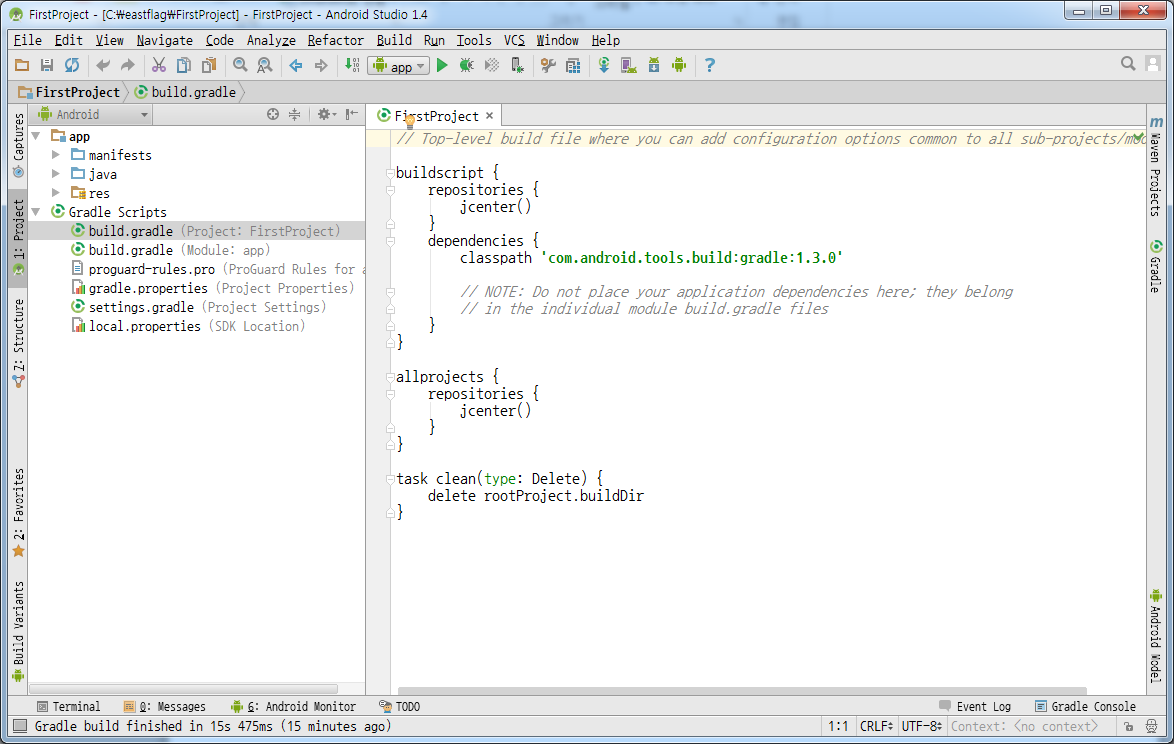 FirstProject - [C:₩eastflag₩FirstProject] - FirstProject - Android Studio 1.4
File Edit View Navigate Code Analyze Refactor Build Run Tools VCS Window Help
app
FirstProject build.gradle
Captures
1: Project
Z: Structure
2: Favorites
Build Variants
Android
app
manifests
java
res
Gradle Scripts
build.gradle (Project: FirstProject)
build.gradle (Module: app)
proguard-rules.pro (ProGuard Rules for a
gradle.properties (Project Properties)
settings.gradle (Project Settings)
local.properties (SDK Location)
FirstProject
// Top-level build file where you can add configuration options common to all sub-projects/mod
buildscript {
repositories {
jcenter()
}
dependencies {
classpath 'com.android.tools.build:gradle:1.3.0'
// NOTE: Do not place your application dependencies here; they belong
// in the individual module build.gradle files
}
}
allprojects {
repositories {
jcenter()
}
}
task clean(type: Delete) {
delete rootProject.buildDir
}
m
Maven Projects
Gradle
Android Model
Terminal 0: Messages 6: Android Monitor TODO Event Log Gradle Console
Gradle build finished in 15s 475ms (15 minutes ago) 1:1 CRLF UTF-8 Context: <no context>